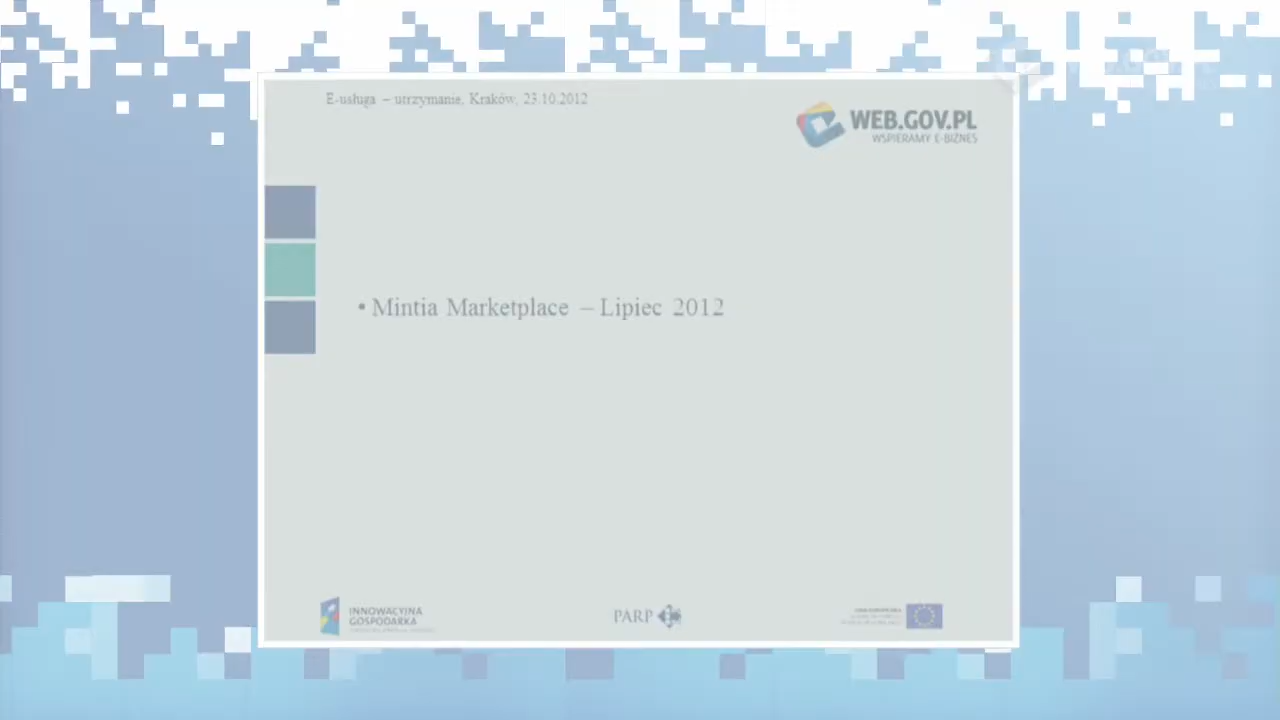 E-usługa – utrzymanie, Kraków, 23.10.2012
WEB.GOV.PL
WSPIERAMY E-BIZNES
• Mintia Marketplace – Lipiec 2012
INNOWACYJNA
GOSPODARKA
PARP